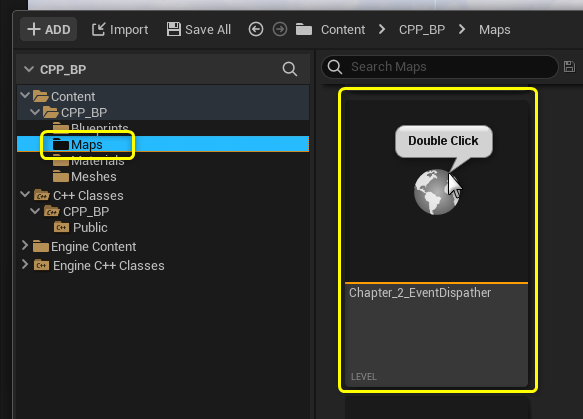 ADD Import Save All Content CPP_BP Maps
CPP_BP
Search Maps
Content
CPP_BP
Blueprints
Maps
Materials
Meshes
C++ Classes
CPP_BP
Public
Engine Content
Engine C++ Classes
Double Click
Chapter_2_EventDispather
LEVEL